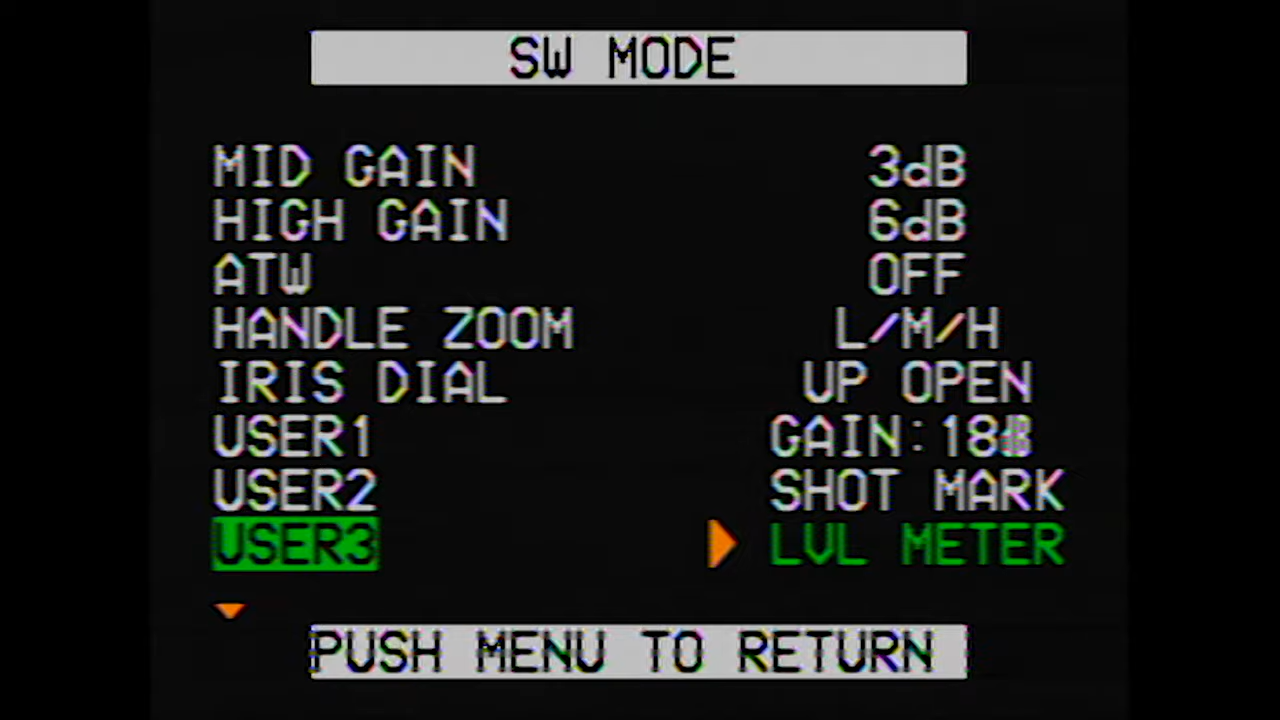 SW MODE
MID GAIN 3dB
HIGH GAIN 6dB
ATW OFF
HANDLE ZOOM L/M/H
IRIS DIAL UP OPEN
USER1 GAIN:18dB
USER2 SHOT MARK
USER3 LVL METER
PUSH MENU TO RETURN